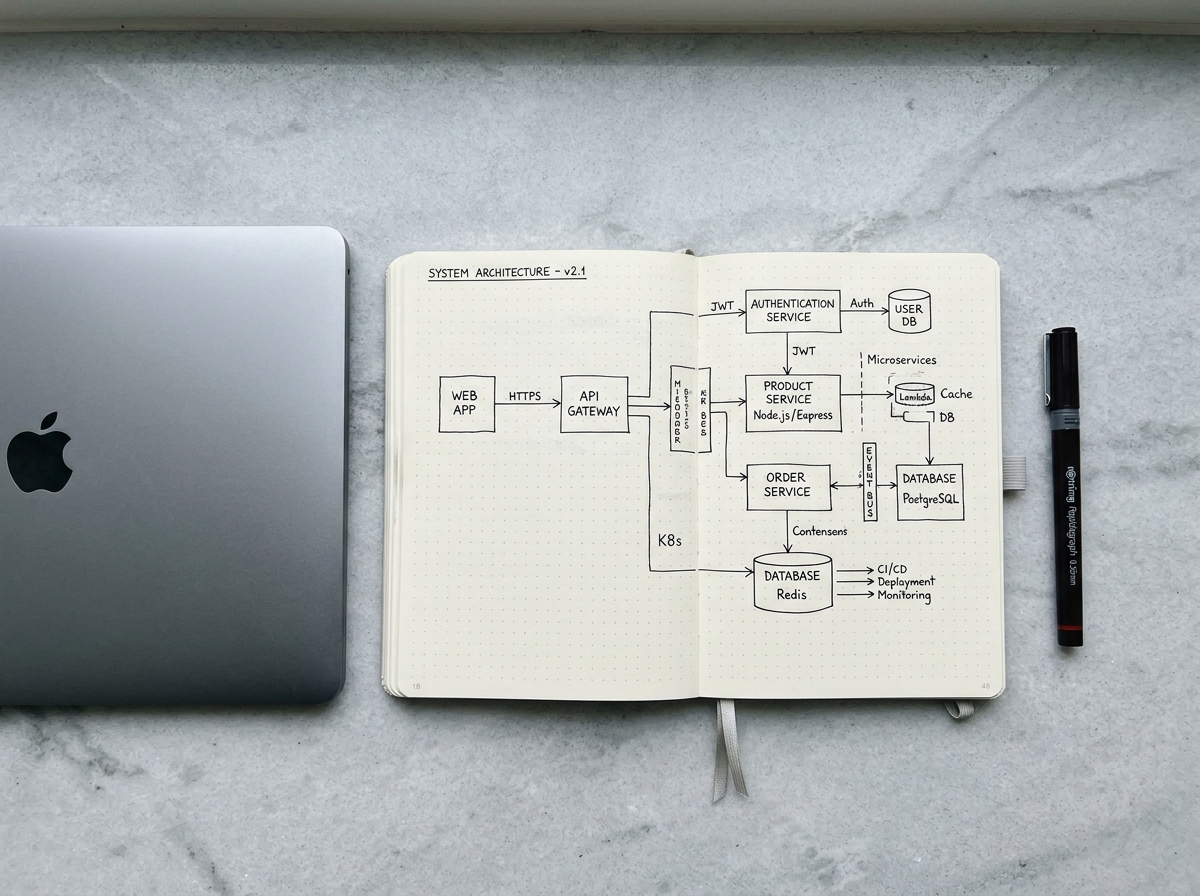 SYSTEM ARCHITECTURE – v2.1
WEB
APP
HTTPS
API
GATEWAY
K8s
JWT
AUTHENTICATION
SERVICE
Auth
USER
DB
JWT
Microservices
PRODUCT
SERVICE
Node.js/Eapress
Lambda
Cache
DB
ORDER
SERVICE
BUS
DATABASE
PoetgreSQL
Contensens
DATABASE
Redis
CI/CD
Deployment
Monitoring
18
46